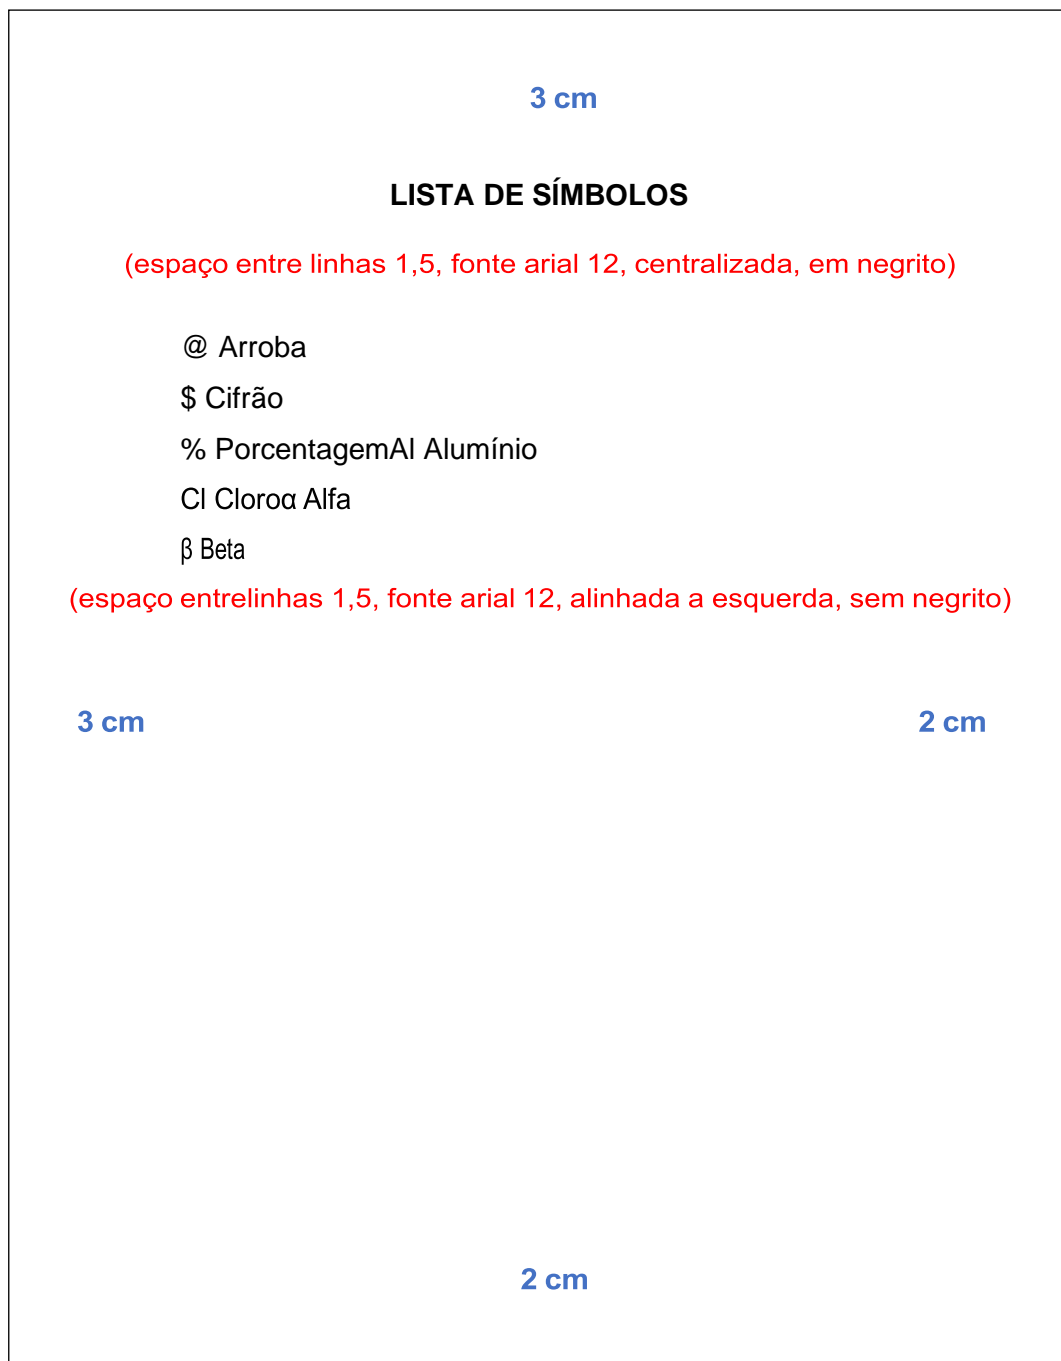 3 cm
LISTA DE SÍMBOLOS
(espaço entre linhas 1,5, fonte arial 12, centralizada, em negrito)
@ Arroba
$ Cifrão
% PorcentagemAl Alumínio
Cl Cloroα Alfa
β Beta
(espaço entrelinhas 1,5, fonte arial 12, alinhada a esquerda, sem negrito)
3 cm 2 cm
2 cm